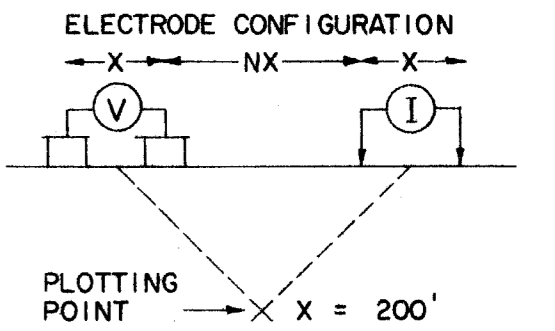 ELECTRODE CONFIGURATION
X NX X
V I
PLOTTING
POINT X = 200'